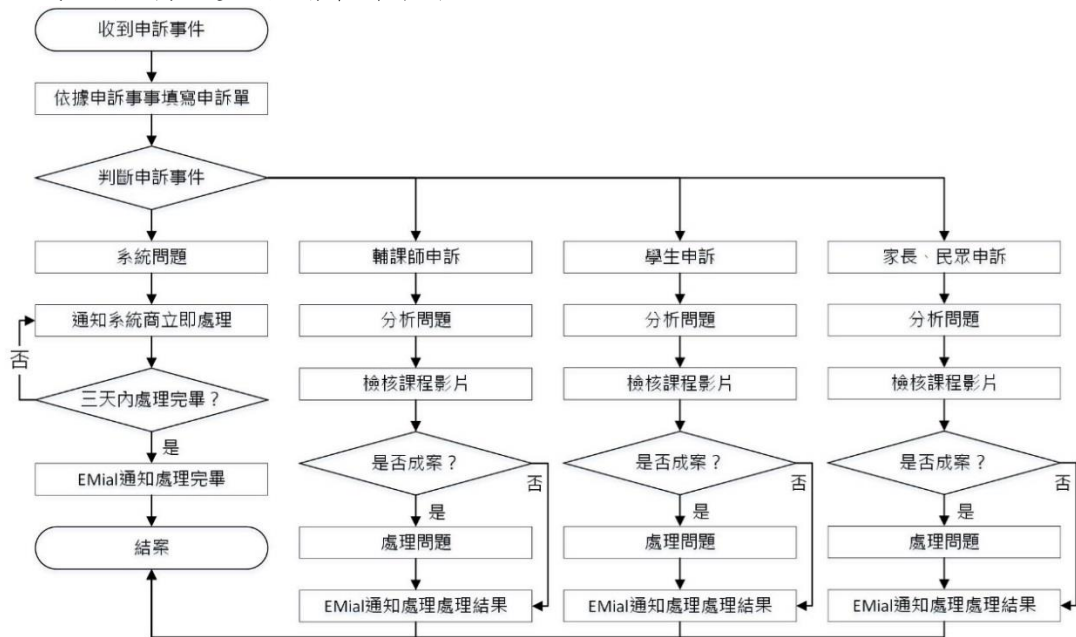 收到申訴事件
依據申訴事事填寫申訴單
判斷申訴事件
系統問題
通知系統商立即處理
否
三天內處理完畢？
是
EMial通知處理完畢
結案
輔課師申訴
分析問題
檢核課程影片
是否成案？
否
是
處理問題
EMial通知處理處理結果
學生申訴
分析問題
檢核課程影片
是否成案？
否
是
處理問題
EMial通知處理處理結果
家長、民眾申訴
分析問題
檢核課程影片
是否成案？
否
是
處理問題
EMial通知處理處理結果